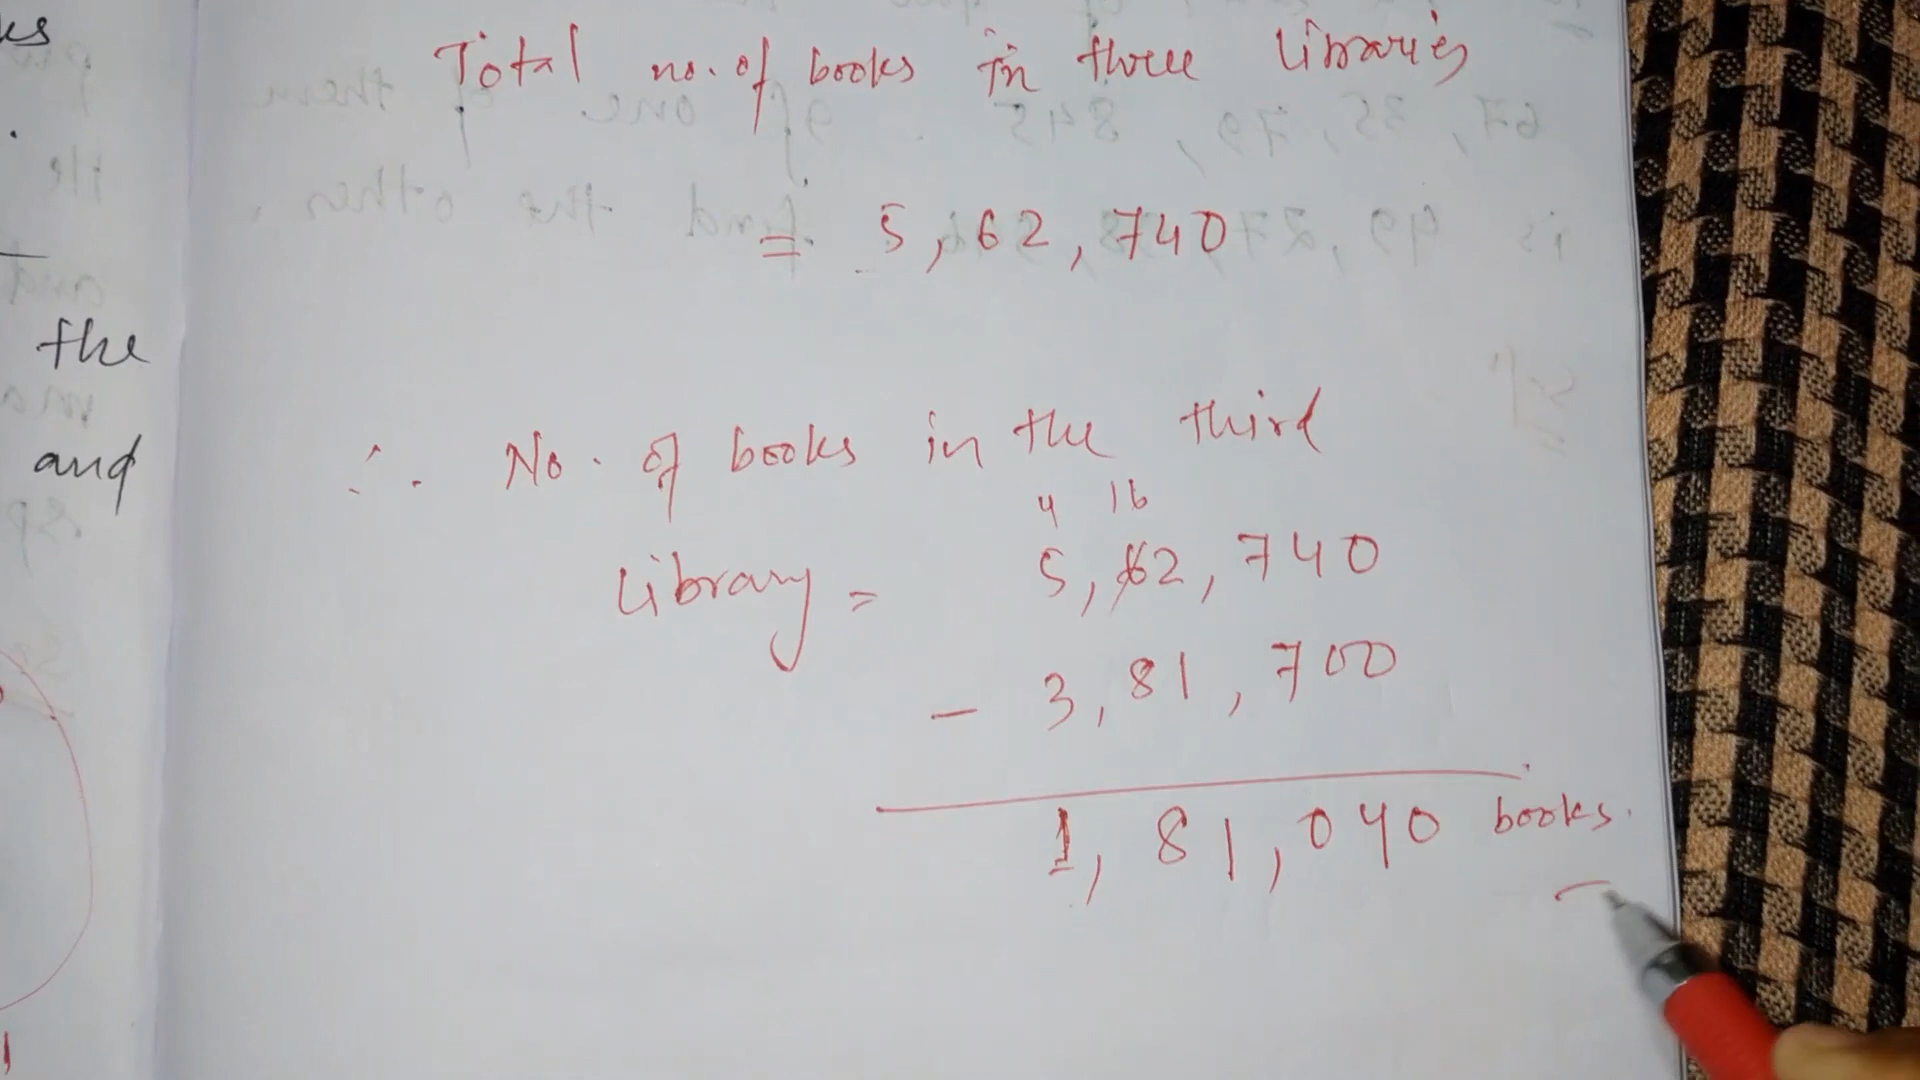 Total no. of books in three libraries
= 5,62,740
∴ No. of books in the third
4 16
library = 5,62,740
- 3,81,700
1,81,040 books.
the
and